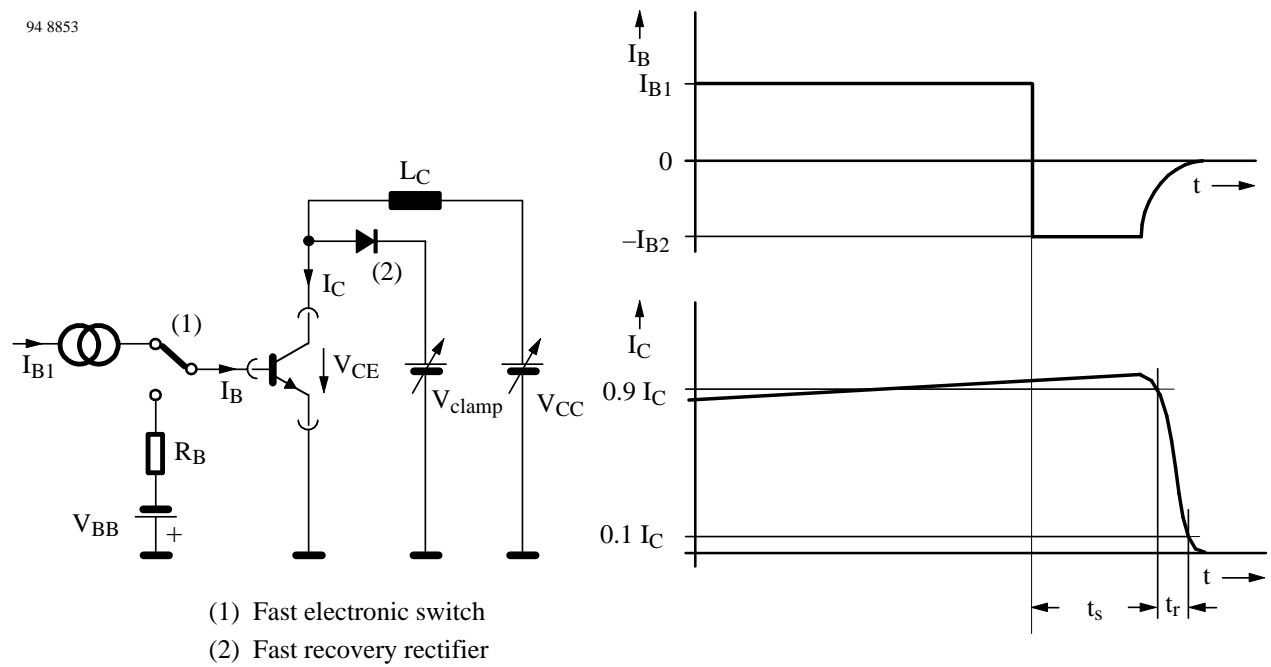 94 8853
I_B
I_B1
0
t
–I_B2
L_C
(2)
I_C
(1)
I_B1
I_B
V_CE
V_clamp
V_CC
R_B
V_BB
+
I_C
0.9 I_C
0.1 I_C
t
t_s
t_r
(1) Fast electronic switch
(2) Fast recovery rectifier